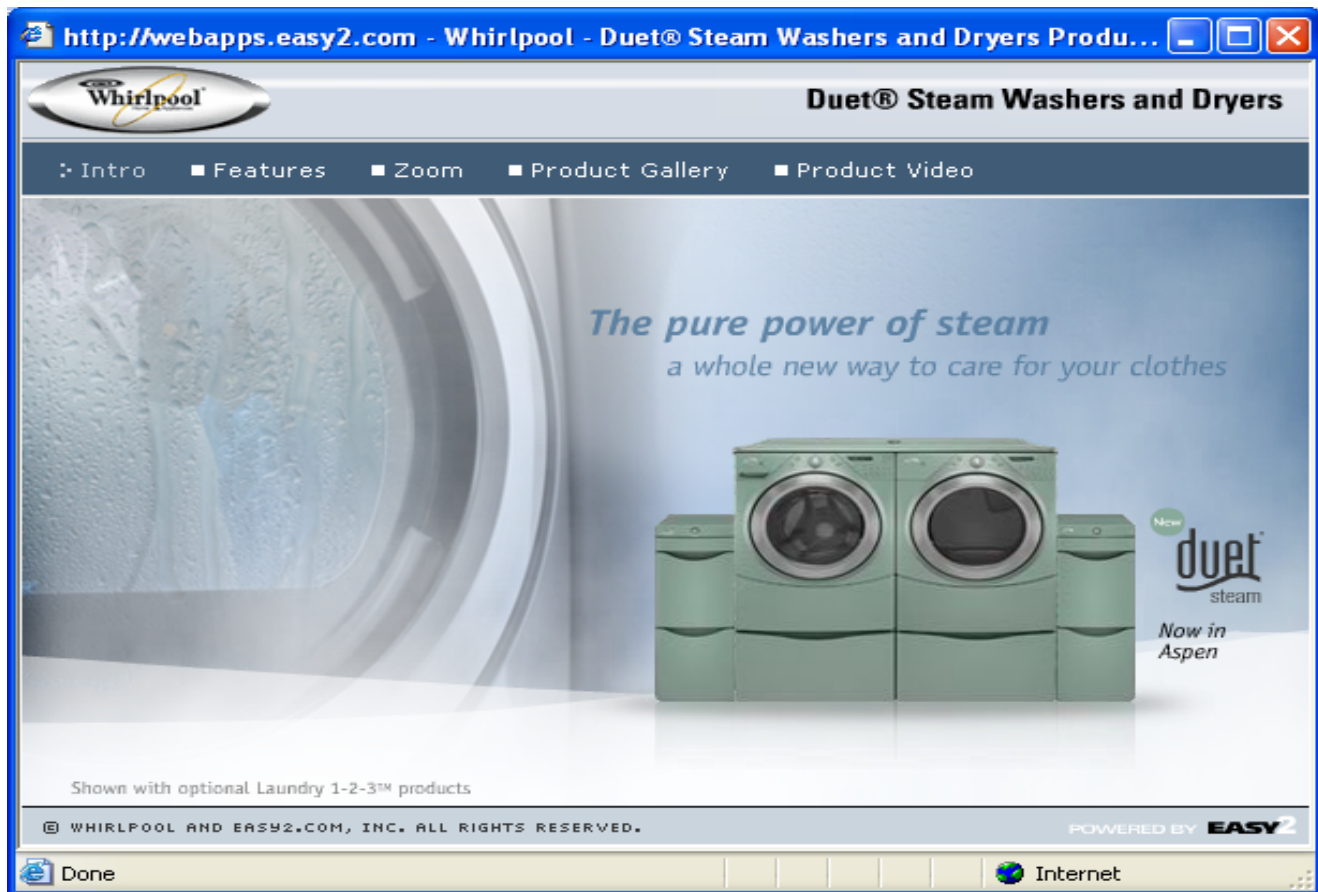 http://webapps.easy2.com - Whirlpool - Duet® Steam Washers and Dryers Produ...
Whirlpool
Duet® Steam Washers and Dryers
Intro Features Zoom Product Gallery Product Video
The pure power of steam
a whole new way to care for your clothes
New
duet
steam
Now in
Aspen
Shown with optional Laundry 1-2-3™ products
© WHIRLPOOL AND EASY2.COM, INC. ALL RIGHTS RESERVED.
POWERED BY EASY2
Done
Internet